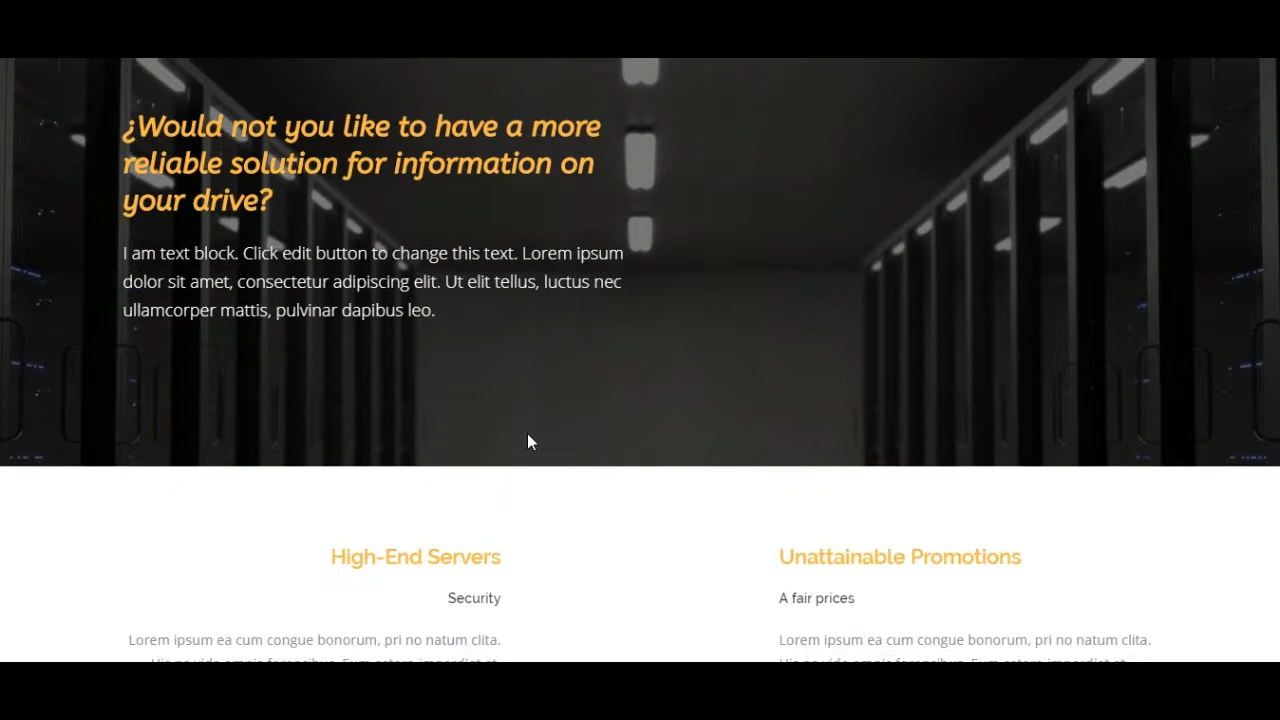 ¿Would not you like to have a more
reliable solution for information on
your drive?
I am text block. Click edit button to change this text. Lorem ipsum
dolor sit amet, consectetur adipiscing elit. Ut elit tellus, luctus nec
ullamcorper mattis, pulvinar dapibus leo.
High-End Servers
Security
Lorem ipsum ea cum congue bonorum, pri no natum clita.
Unattainable Promotions
A fair prices
Lorem ipsum ea cum congue bonorum, pri no natum clita.